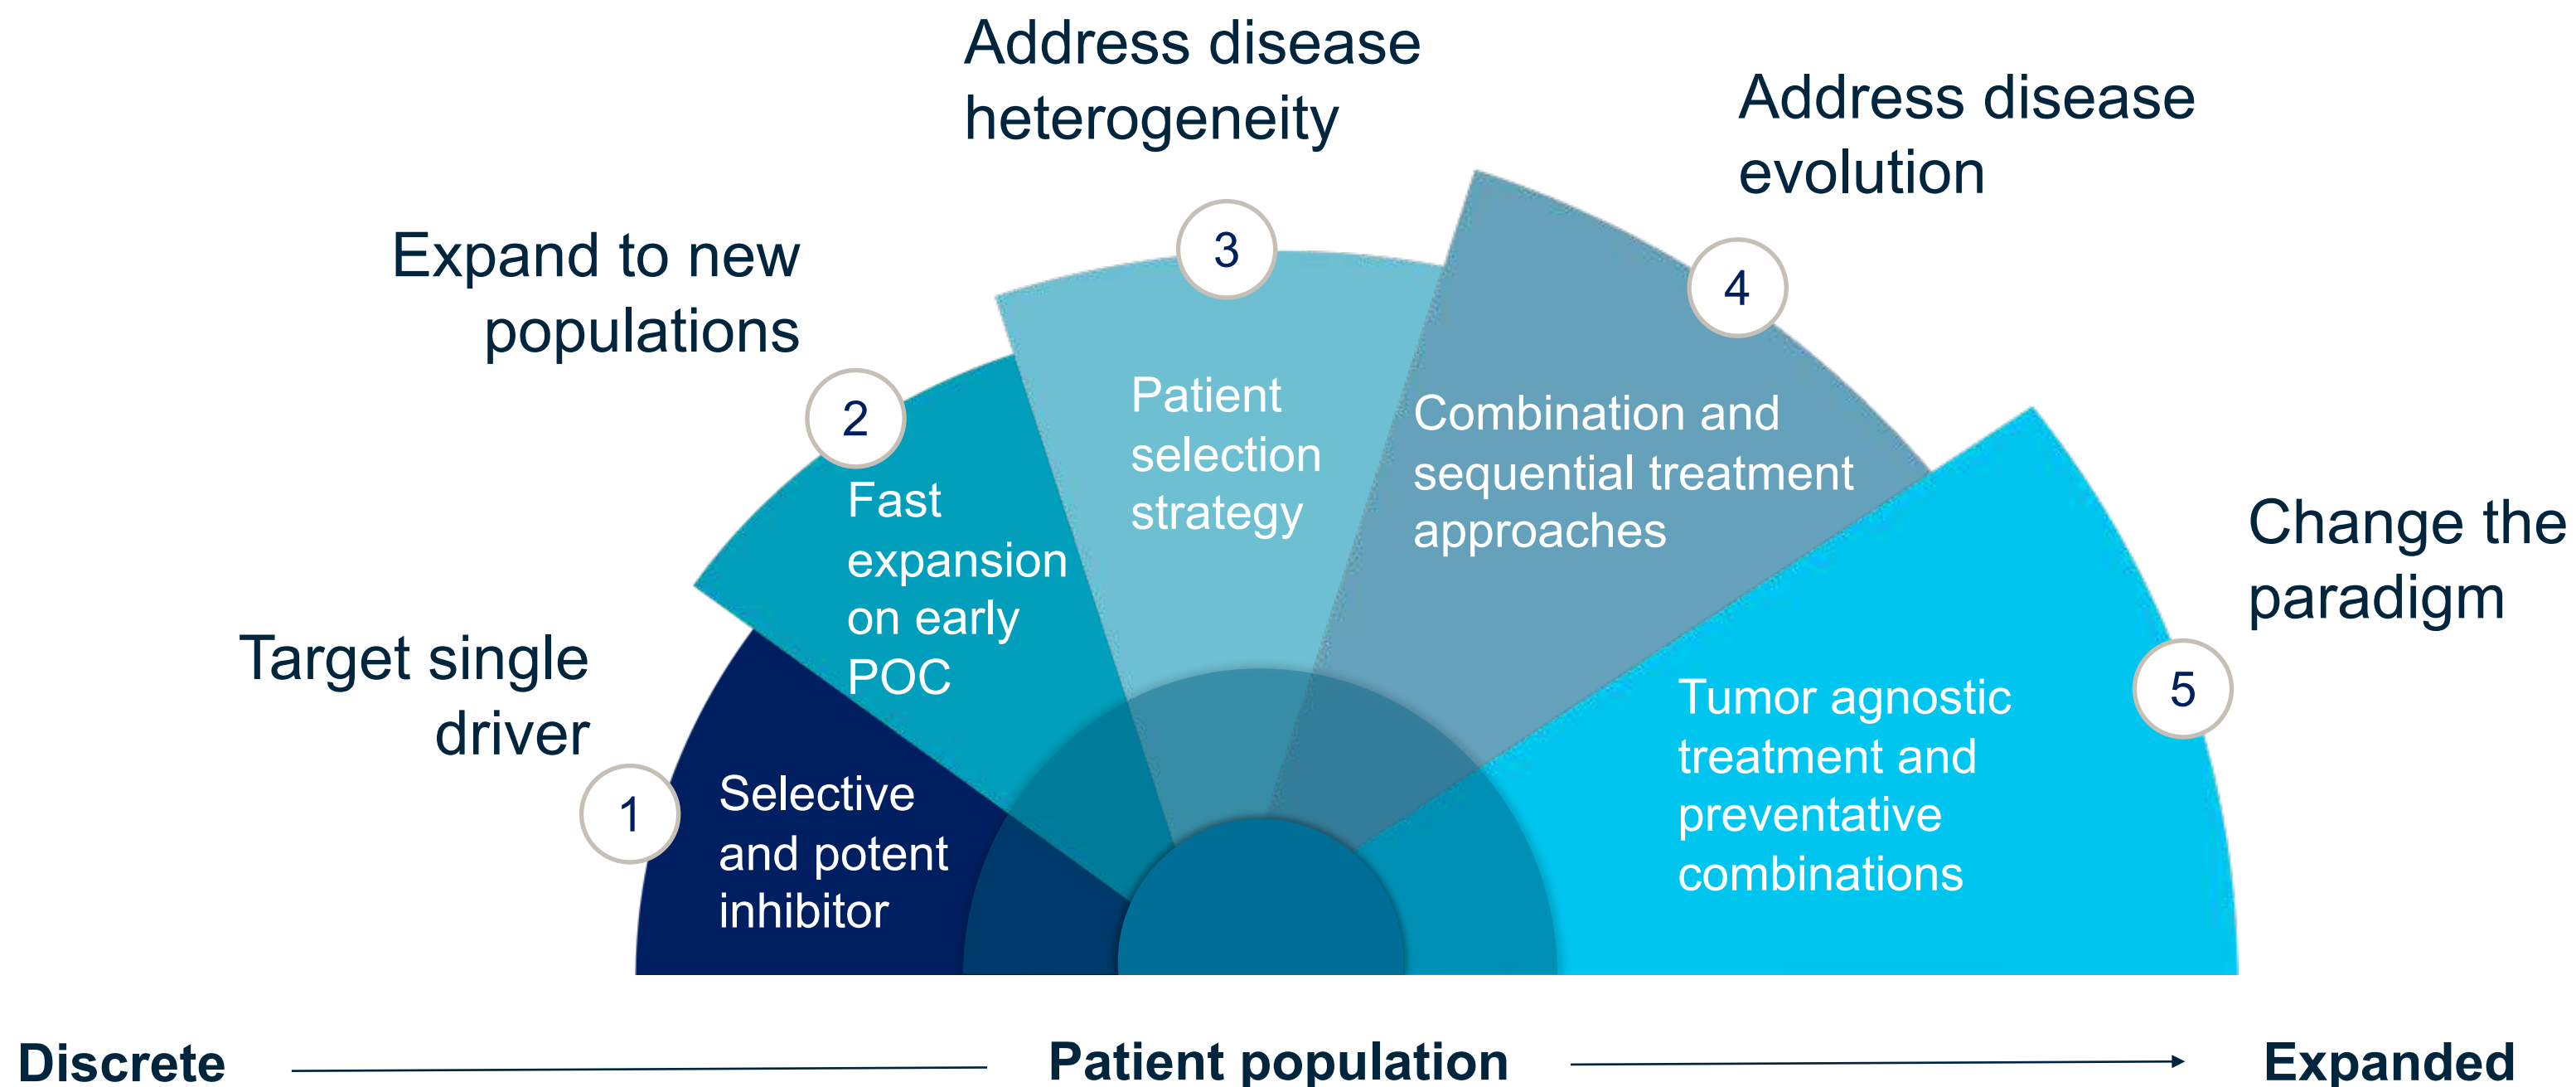 Target single
driver
1
Selective
and potent
inhibitor
Expand to new
populations
2
Fast
expansion
on early
POC
Address disease
heterogeneity
3
Patient
selection
strategy
Address disease
evolution
4
Combination and
sequential treatment
approaches
Change the
paradigm
5
Tumor agnostic
treatment and
preventative
combinations
Discrete
Patient population
Expanded